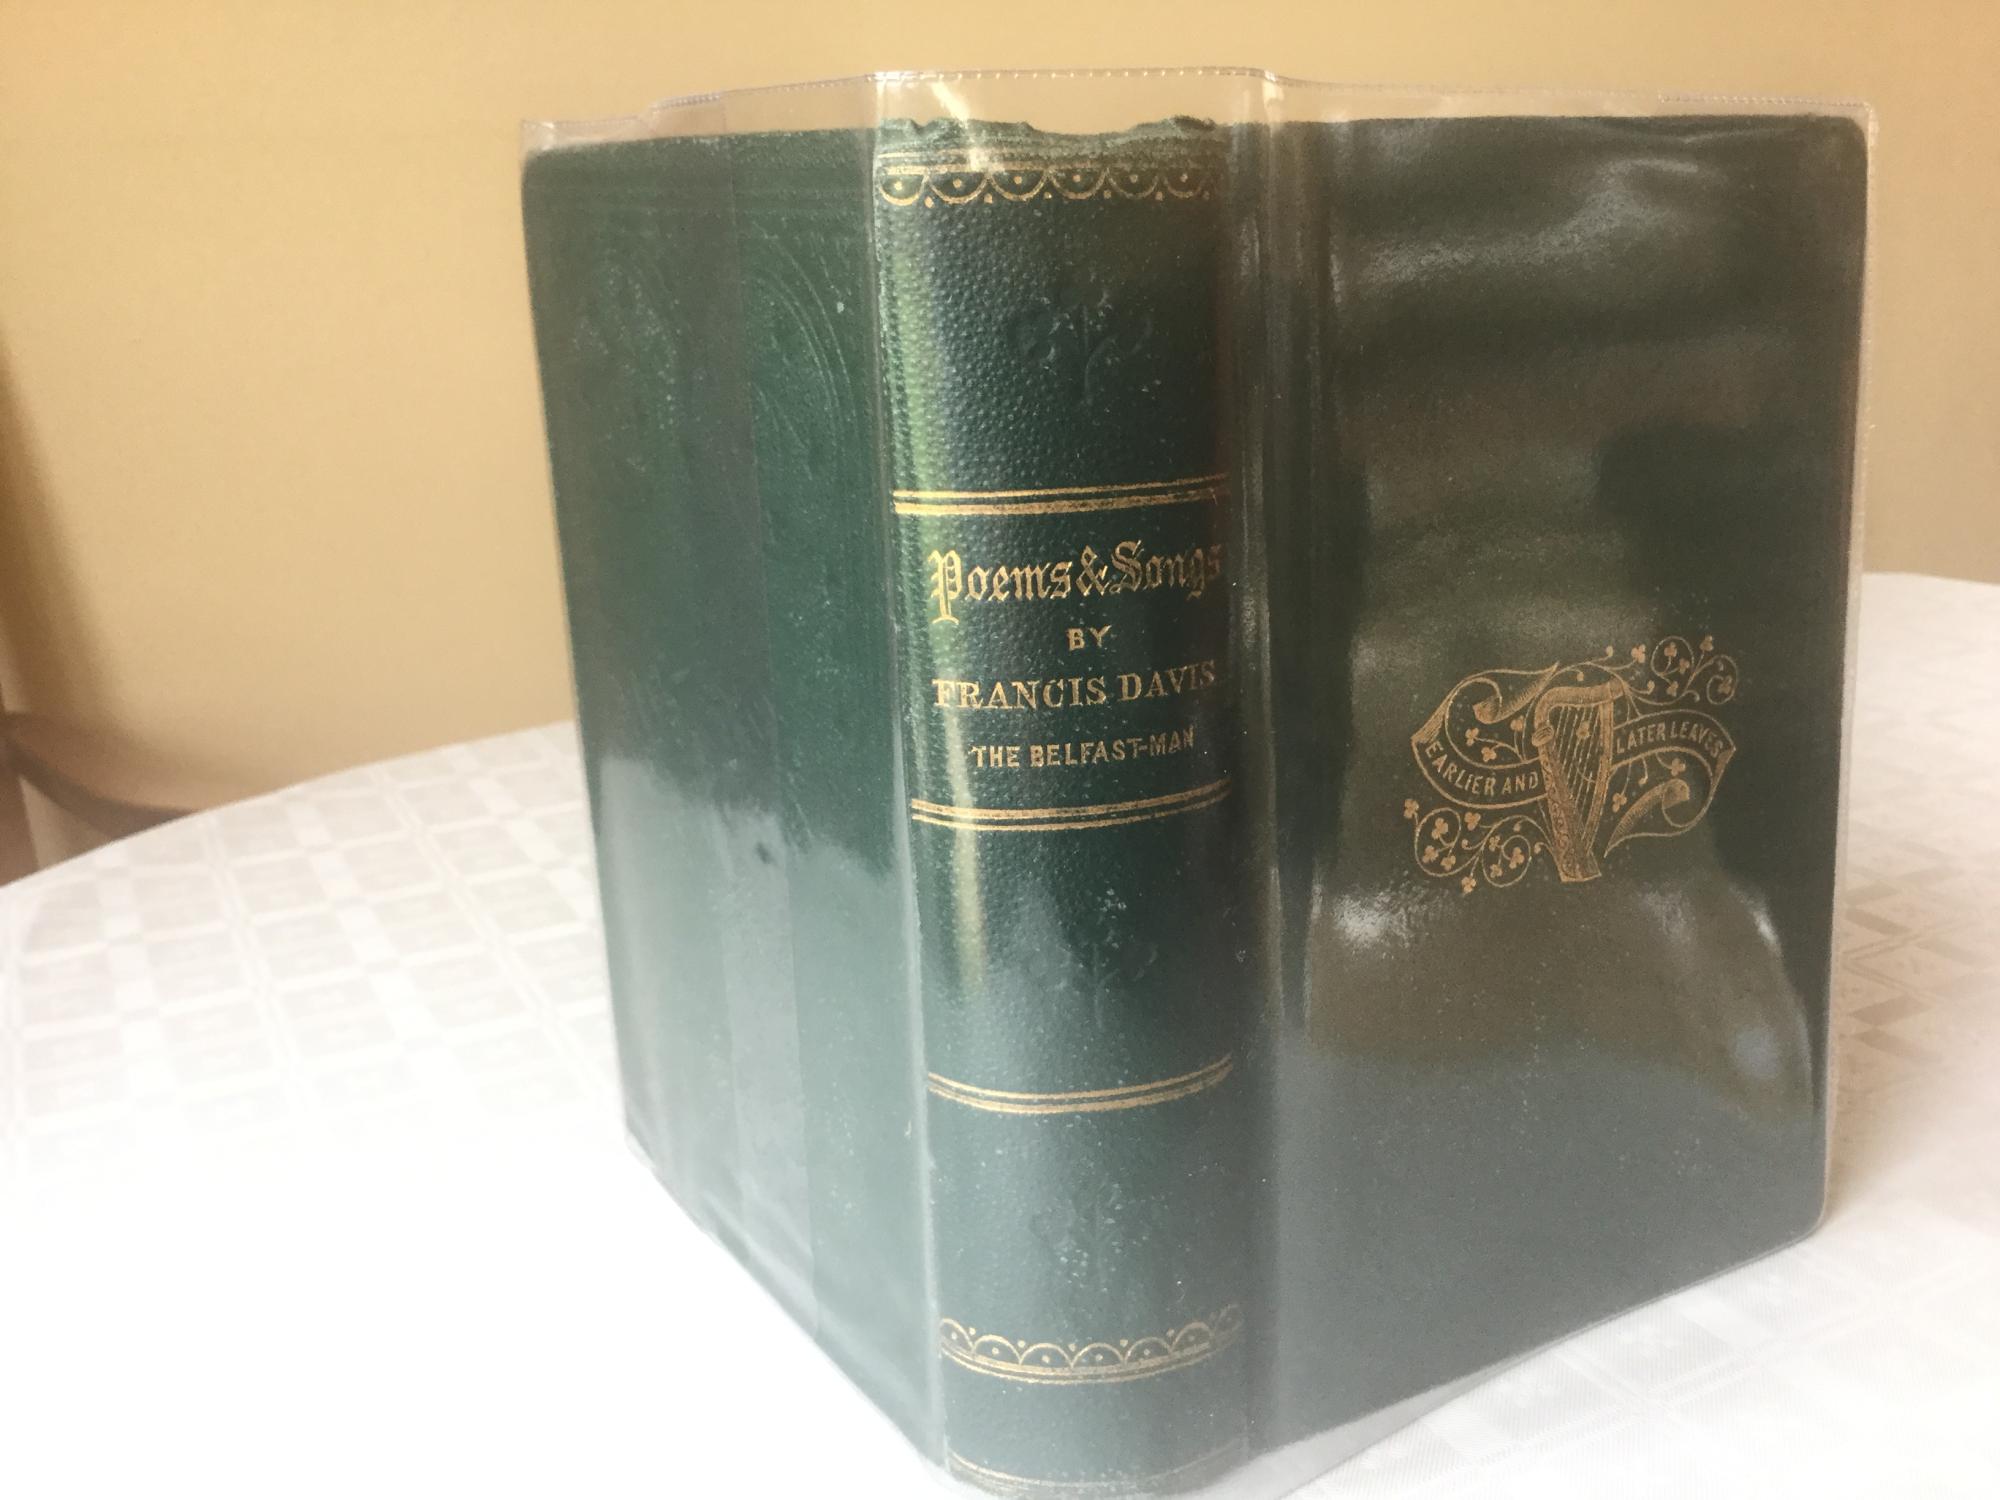 Poems & Songs
BY
FRANCIS DAVIS
THE BELFAST-MAN
EARLIER AND LATER LEAVES